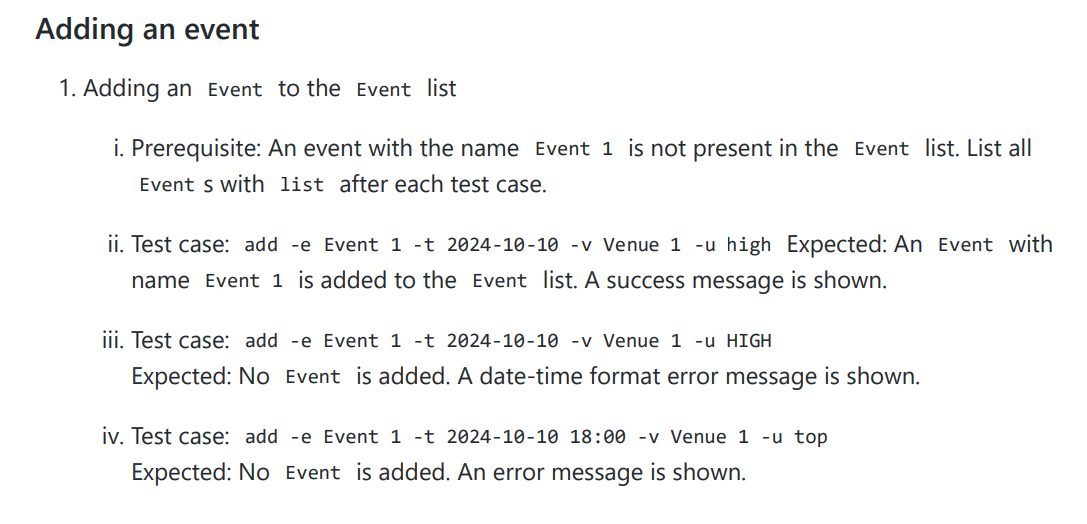 Adding an event
1. Adding an Event to the Event list
i. Prerequisite: An event with the name Event 1 is not present in the Event list. List all
Event s with list after each test case.
ii. Test case: add -e Event 1 -t 2024-10-10 -v Venue 1 -u high Expected: An Event with
name Event 1 is added to the Event list. A success message is shown.
iii. Test case: add -e Event 1 -t 2024-10-10 -v Venue 1 -u HIGH
Expected: No Event is added. A date-time format error message is shown.
iv. Test case: add -e Event 1 -t 2024-10-10 18:00 -v Venue 1 -u top
Expected: No Event is added. An error message is shown.